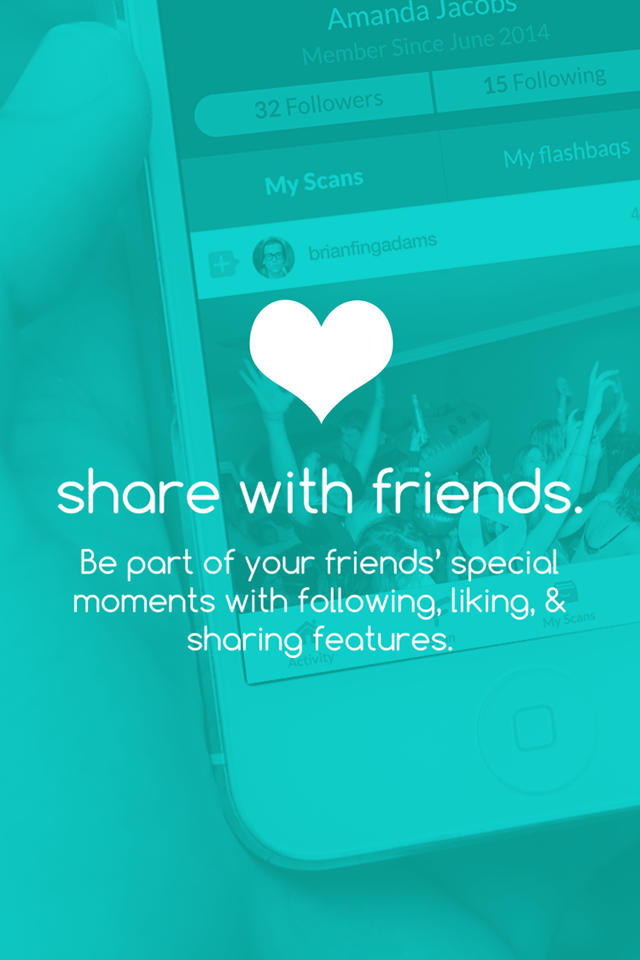 Amanda Jacobs
Member Since June 2014
32 Followers
15 Following
My Scans
My flashbaqs
brianfingadams
4
share with friends.
Be part of your friends' special
moments with following, liking, &
sharing features.
Activity
My Scans